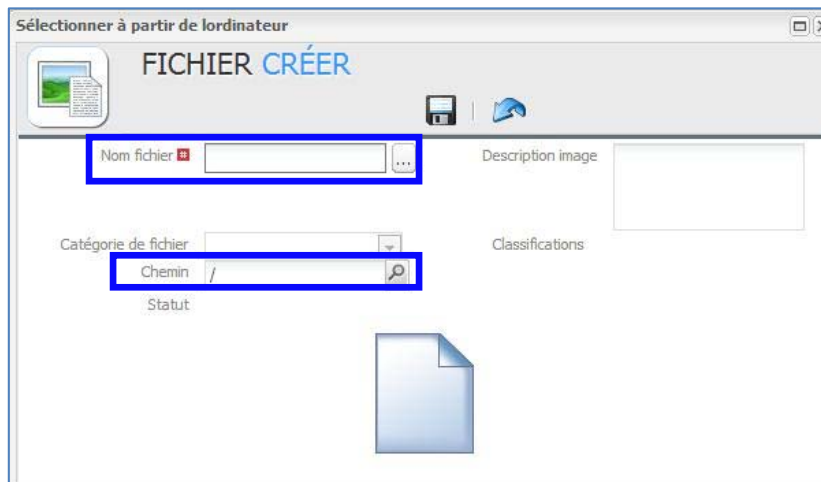 Sélectionner à partir de lordinateur
FICHIER CRÉER
Nom fichier #
...
Description image
Catégorie de fichier
Classifications
Chemin /
Statut